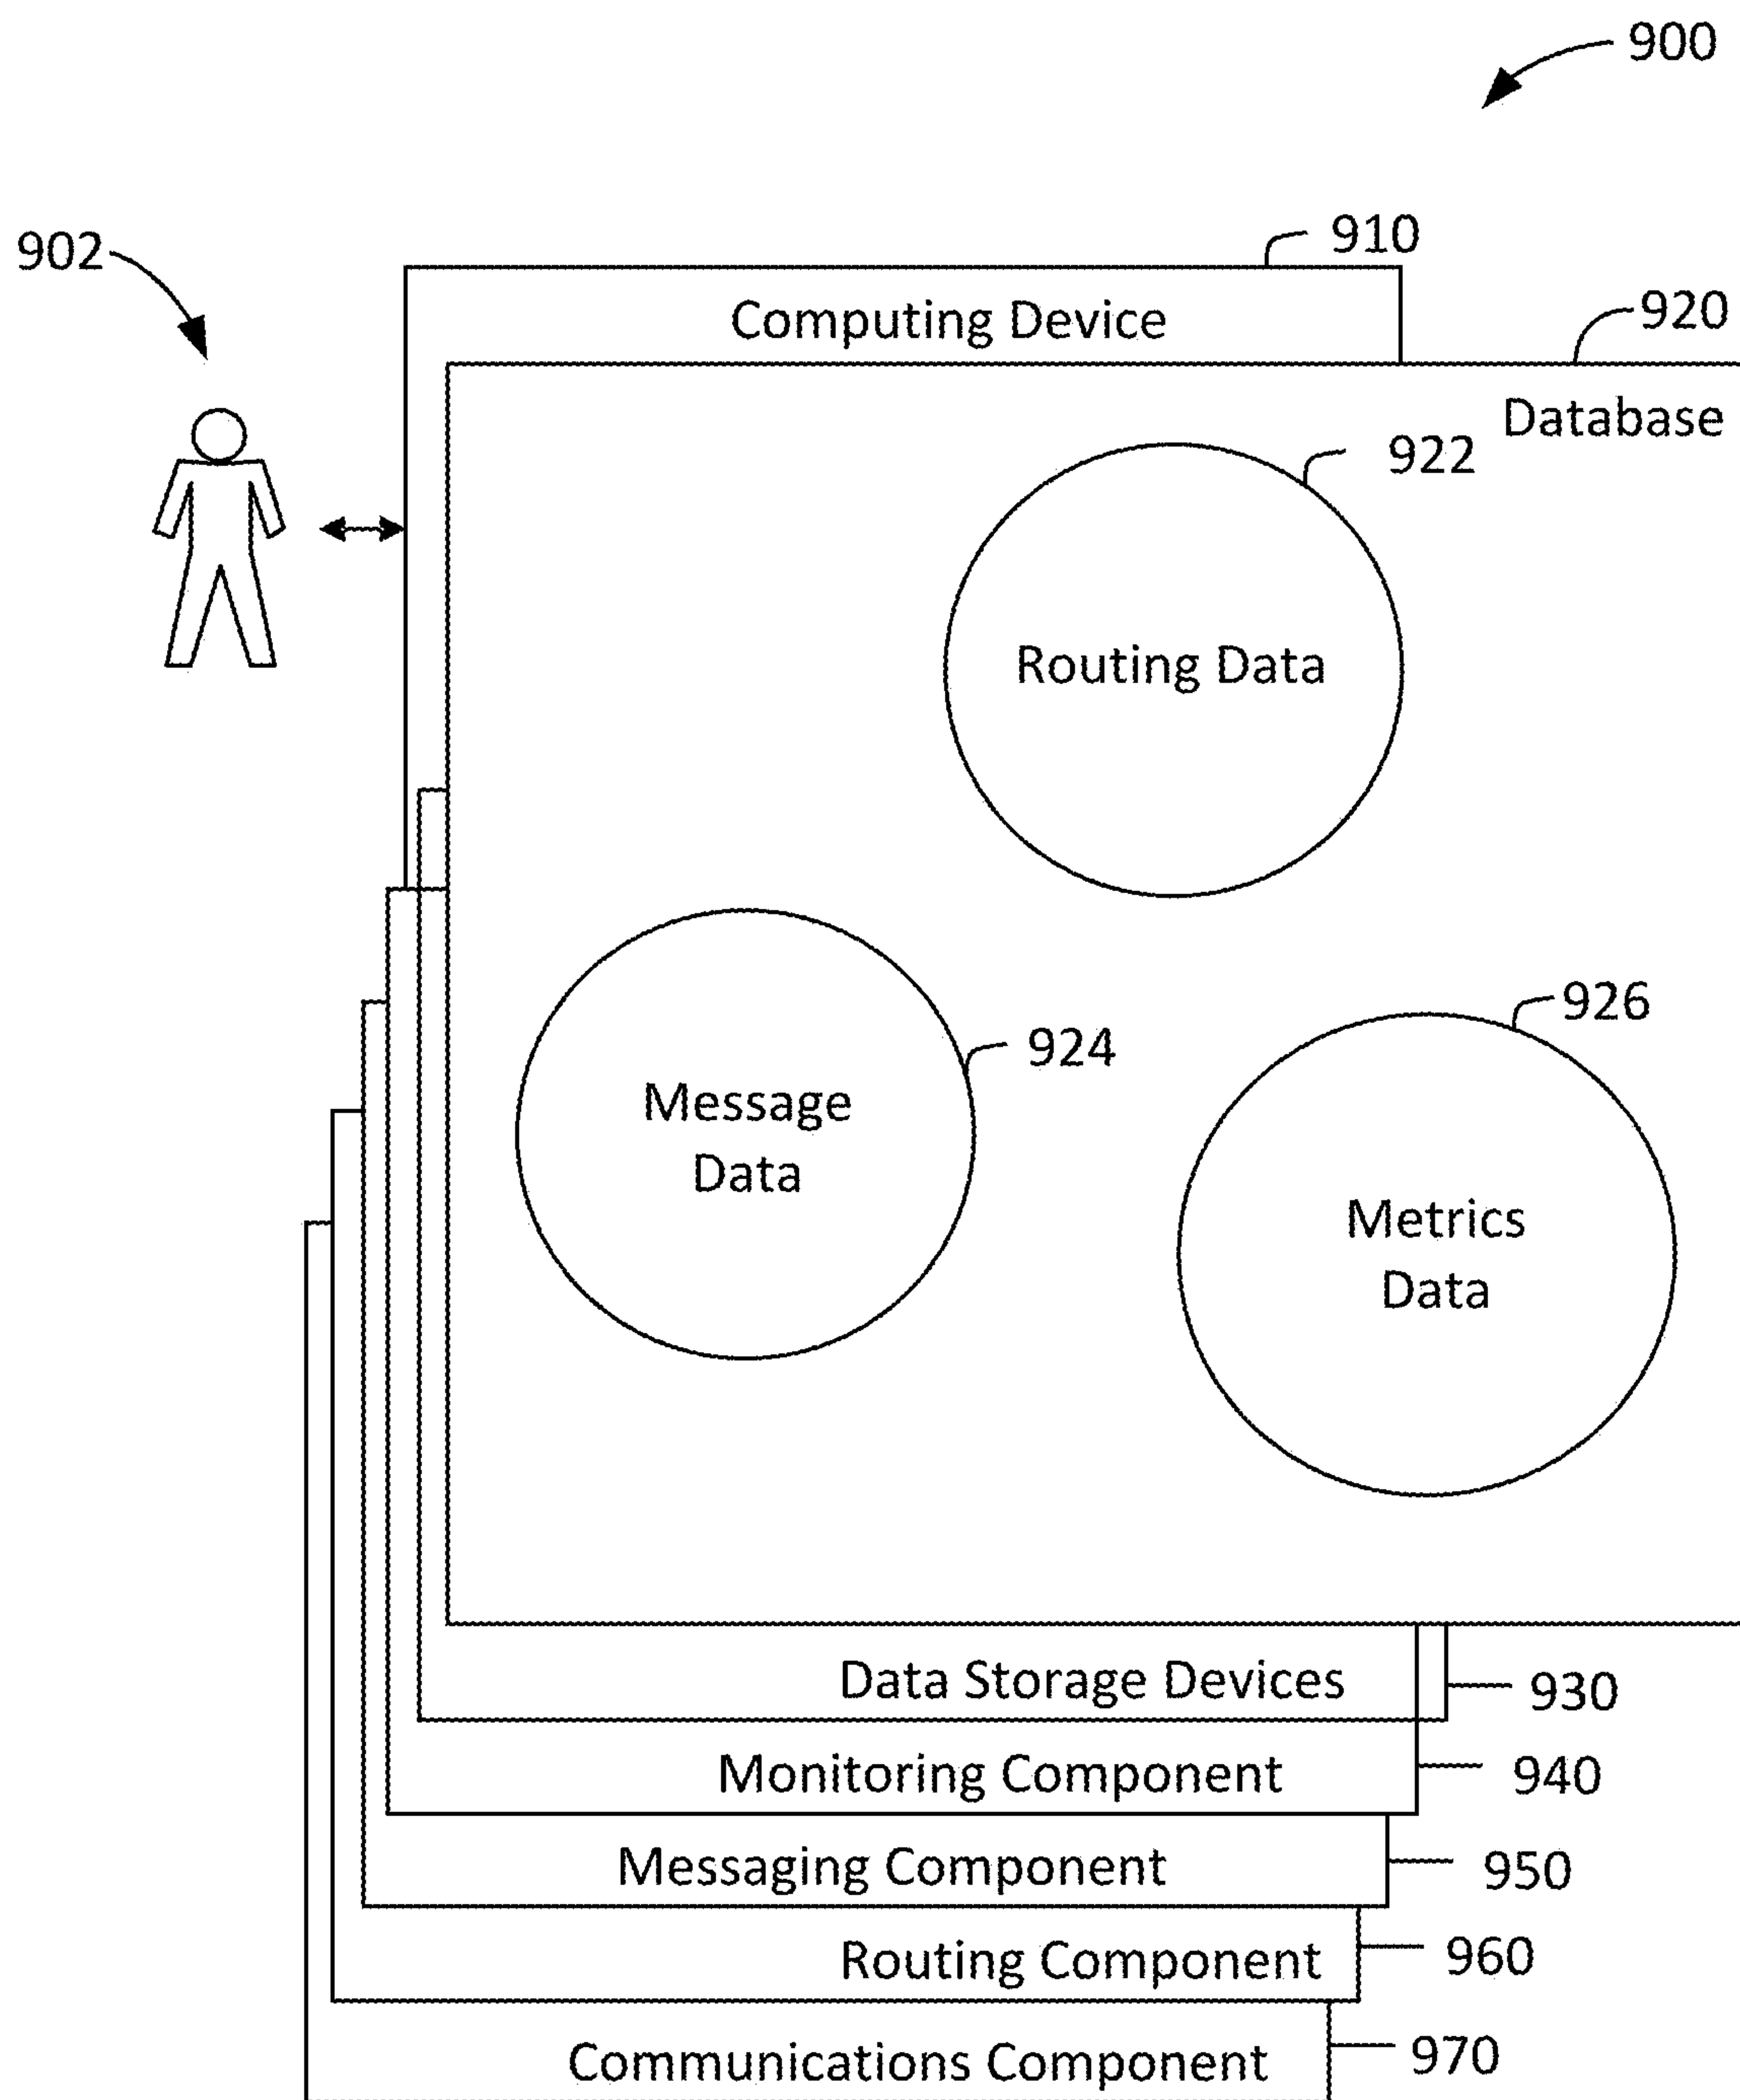 900
902
910
Computing Device
920
Database
922
Routing Data
926
924
Message
Data
Metrics
Data
Data Storage Devices
930
Monitoring Component
940
Messaging Component
950
Routing Component
960
Communications Component
970